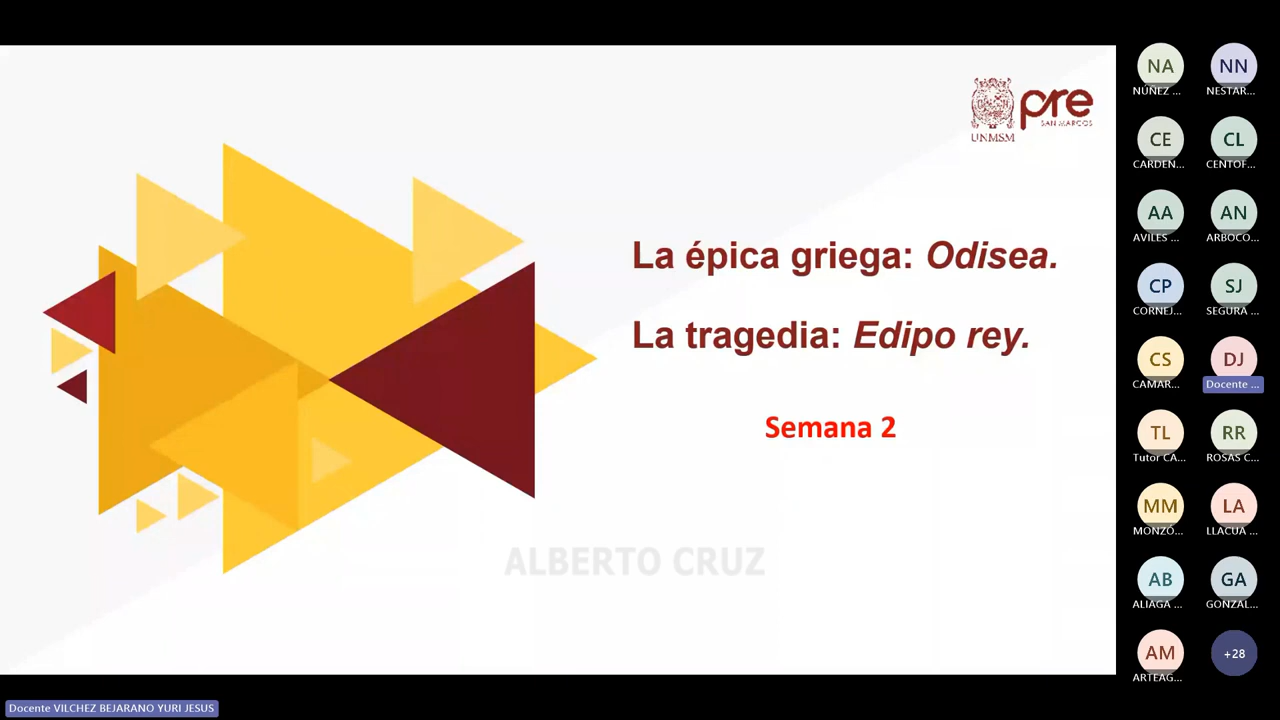 pre
SAN MARCOS
UNMSM
La épica griega: Odisea.
La tragedia: Edipo rey.
Semana 2
ALBERTO CRUZ
NA
NÚÑEZ ...
NN
NESTAR...
CE
CARDEN...
CL
CENTOF...
AA
AVILES ...
AN
ARBOCO...
CP
CORNEJ...
SJ
SEGURA ...
CS
CAMAR...
DJ
Docente ...
TL
Tutor CA...
RR
ROSAS C...
MM
MONZÓ...
LA
LLACUA ...
AB
ALIAGA ...
GA
GONZAL...
AM
ARTEAG...
+28
Docente VILCHEZ BEJARANO YURI JESUS